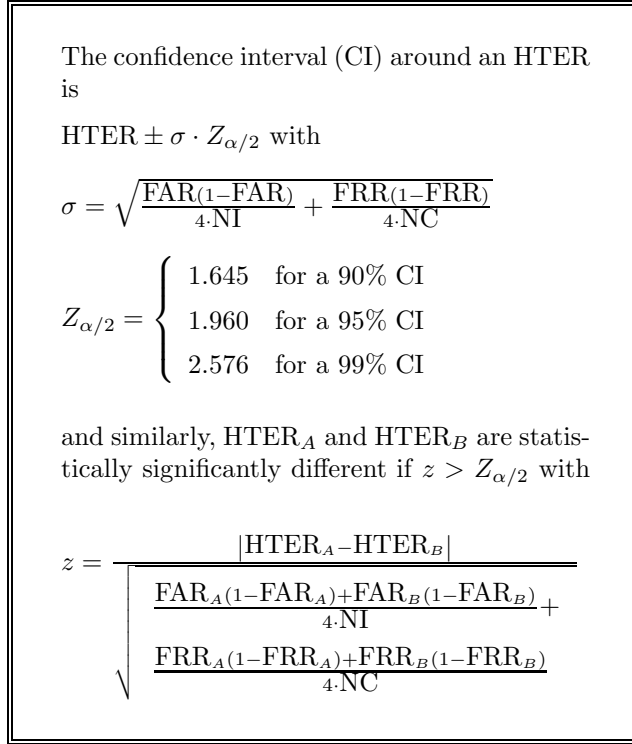 The confidence interval (CI) around an HTER
is
HTER ± σ · Z_{α/2} with
σ = √(FAR(1−FAR)/(4·NI) + FRR(1−FRR)/(4·NC))
Z_{α/2} = {
1.645 for a 90% CI
1.960 for a 95% CI
2.576 for a 99% CI
and similarly, HTER_A and HTER_B are statis-
tically significantly different if z > Z_{α/2} with
z = |HTER_A−HTER_B| / √(
FAR_A(1−FAR_A)+FAR_B(1−FAR_B)/(4·NI) +
FRR_A(1−FRR_A)+FRR_B(1−FRR_B)/(4·NC))